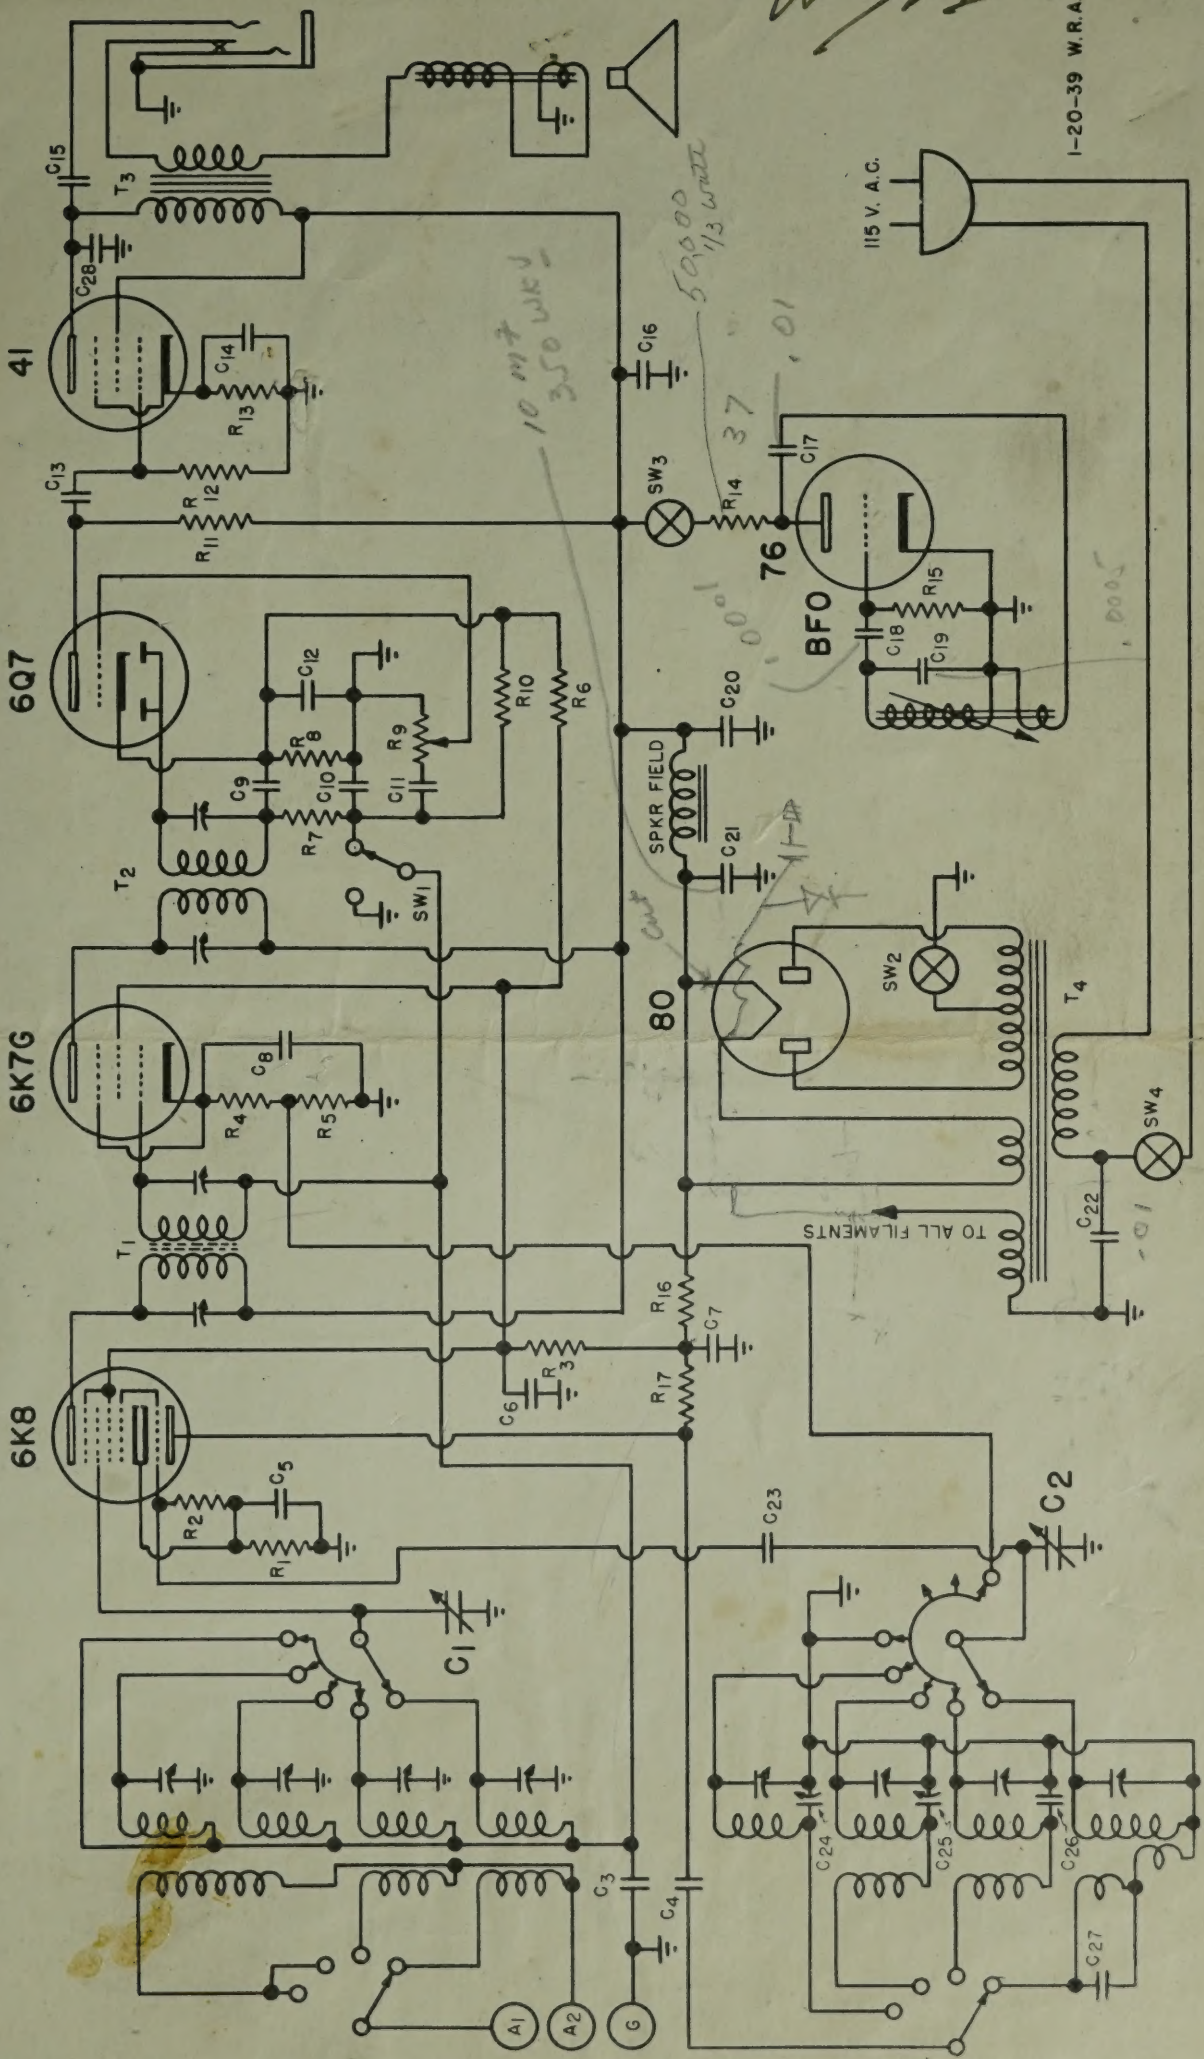 6K8
6K7G
6Q7
41
T1
T2
T3
C15
C28
C13
C14
R13
R12
R11
R1
R2
C5
R4
R5
C8
C9
R8
C12
R7
C10
C11
R9
R10
R6
SW1
C1
C3
A1
A2
G
C6
R3
C7
R16
R17
C4
C23
C2
C24
C25
C26
C27
80
SPKR FIELD
C21
C20
C16
SW3
R14
76
BFO
C17
C18
C19
R15
SW2
T4
SW4
C22
TO ALL FILAMENTS
115 V. A.C.
1-20-39 W.R.A
10 mf
350 WKV
50,000
1/3 watt
37
.01
.0001
.0005
cut
.01